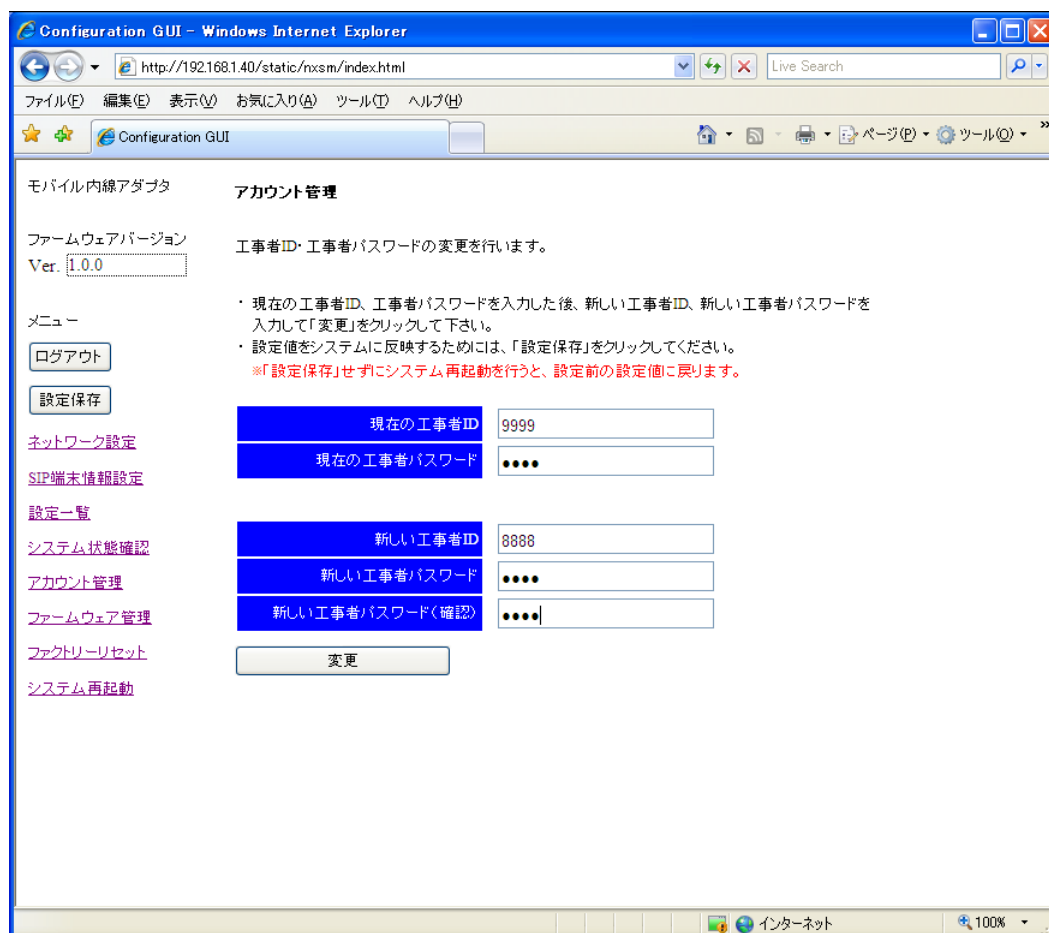 Configuration GUI - Windows Internet Explorer
http://192.168.1.40/static/nxsm/index.html
Live Search
ファイル(F) 編集(E) 表示(V) お気に入り(A) ツール(T) ヘルプ(H)
Configuration GUI
ページ(P) ツール(O) »
モバイル内線アダプタ
ファームウェアバージョン
Ver. 1.0.0
メニュー
ログアウト
設定保存
ネットワーク設定
SIP端末情報設定
設定一覧
システム状態確認
アカウント管理
ファームウェア管理
ファクトリーリセット
システム再起動
アカウント管理
工事者ID・工事者パスワードの変更を行います。
・ 現在の工事者ID、工事者パスワードを入力した後、新しい工事者ID、新しい工事者パスワードを
入力して「変更」をクリックして下さい。
・ 設定値をシステムに反映するためには、「設定保存」をクリックしてください。
※「設定保存」せずにシステム再起動を行うと、設定前の設定値に戻ります。
現在の工事者ID 9999
現在の工事者パスワード ●●●●
新しい工事者ID 8888
新しい工事者パスワード ●●●●
新しい工事者パスワード(確認) ●●●●
変更
インターネット
100%